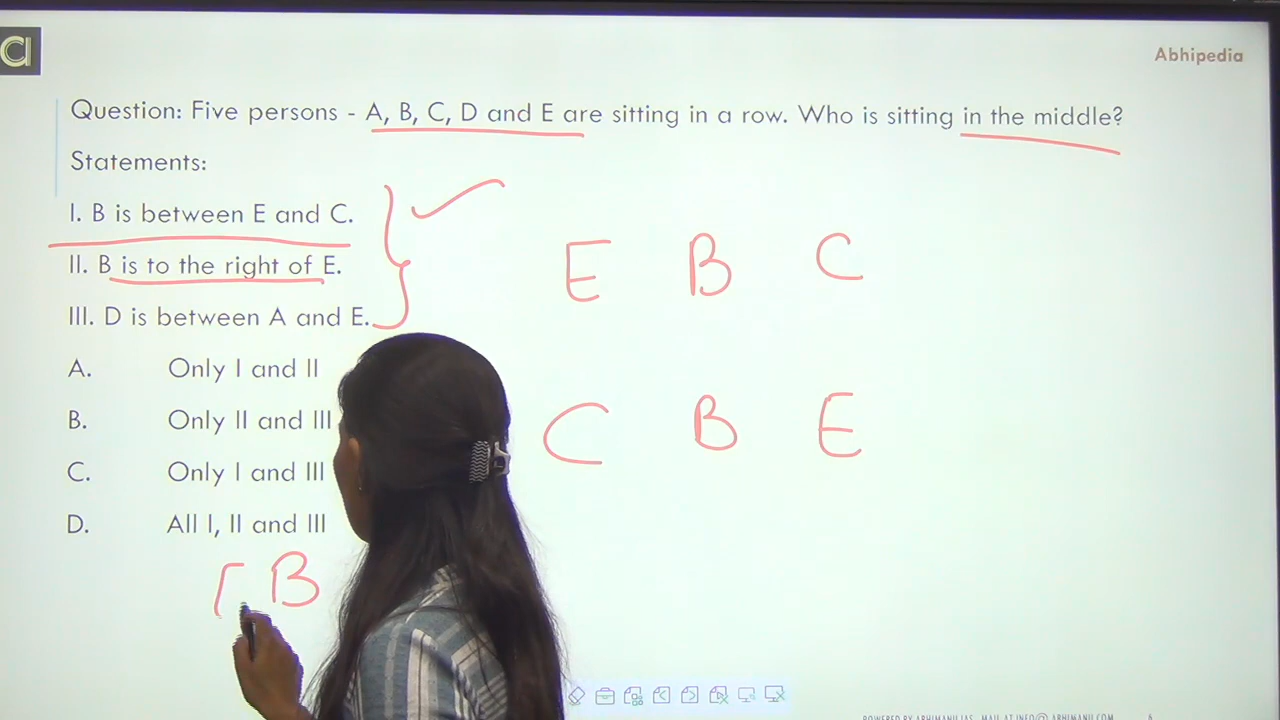 Abhipedia
Question: Five persons - A, B, C, D and E are sitting in a row. Who is sitting in the middle?
Statements:
I. B is between E and C.
II. B is to the right of E.
III. D is between A and E.
A. Only I and II
B. Only II and III
C. Only I and III
D. All I, II and III
E B C
C B E
B